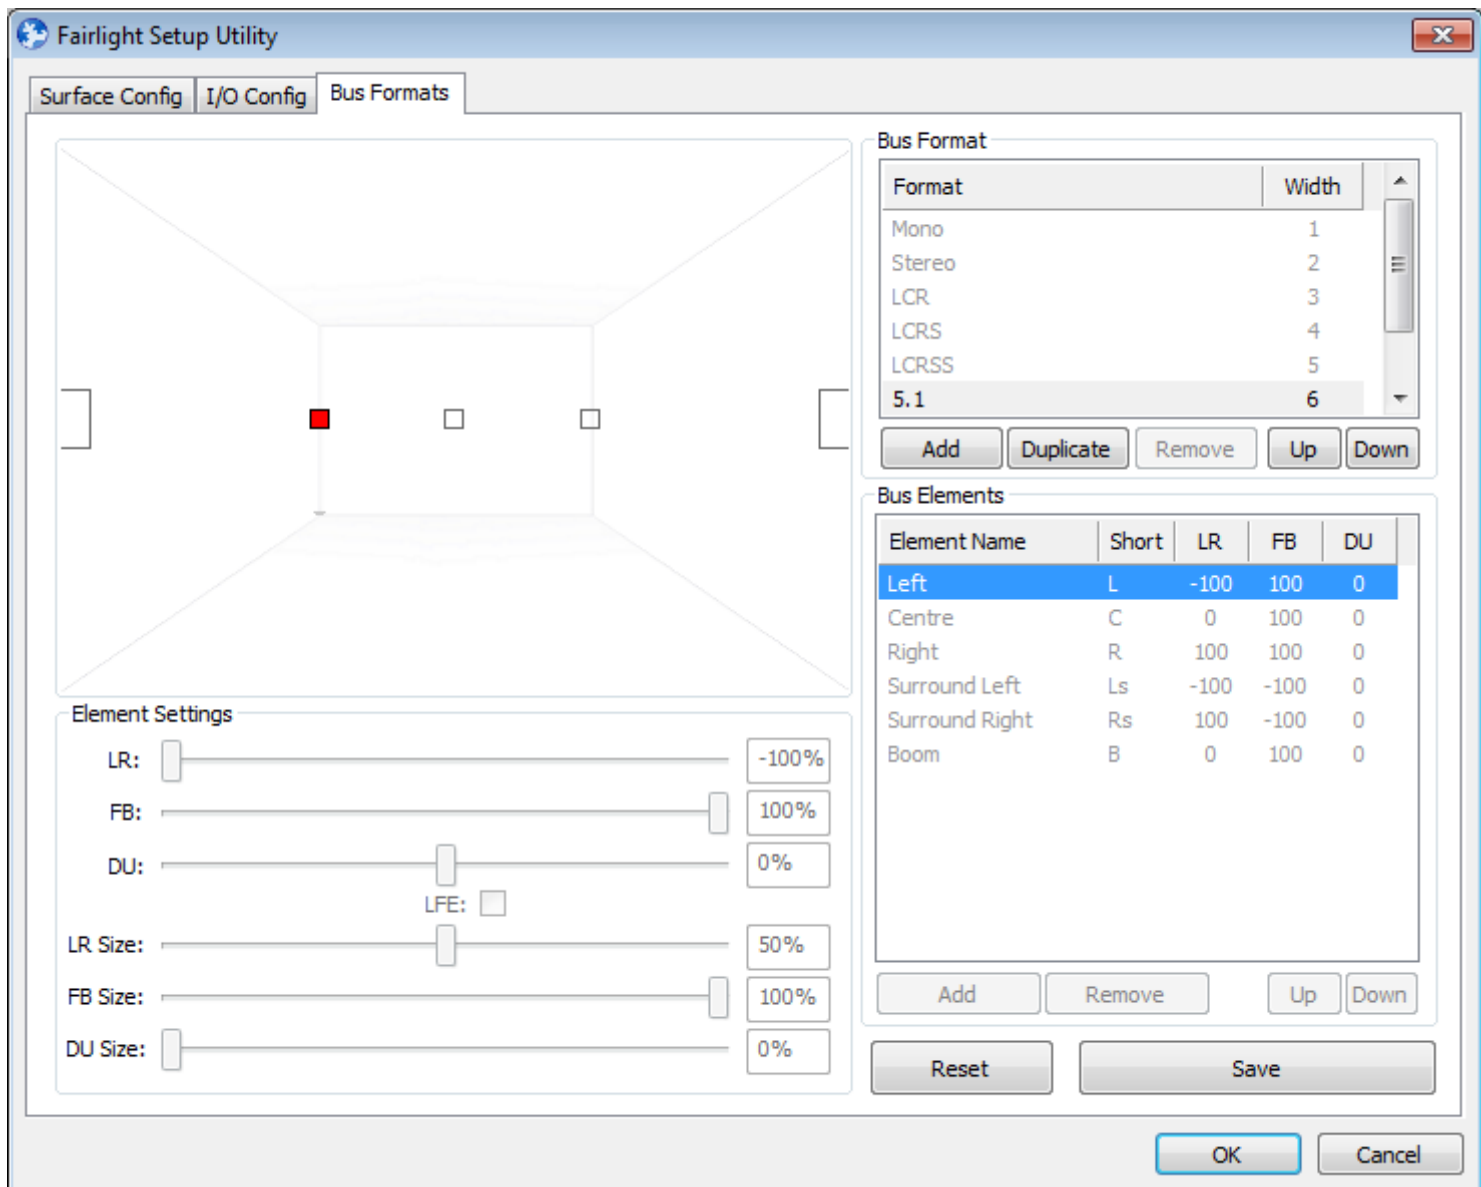 Fairlight Setup Utility
Surface Config I/O Config Bus Formats
Bus Format
Format Width
Mono 1
Stereo 2
LCR 3
LCRS 4
LCRSS 5
5.1 6
Add Duplicate Remove Up Down
Bus Elements
Element Name Short LR FB DU
Left L -100 100 0
Centre C 0 100 0
Right R 100 100 0
Surround Left Ls -100 -100 0
Surround Right Rs 100 -100 0
Boom B 0 100 0
Add Remove Up Down
Element Settings
LR: -100%
FB: 100%
DU: 0%
LFE:
LR Size: 50%
FB Size: 100%
DU Size: 0%
Reset Save
OK Cancel